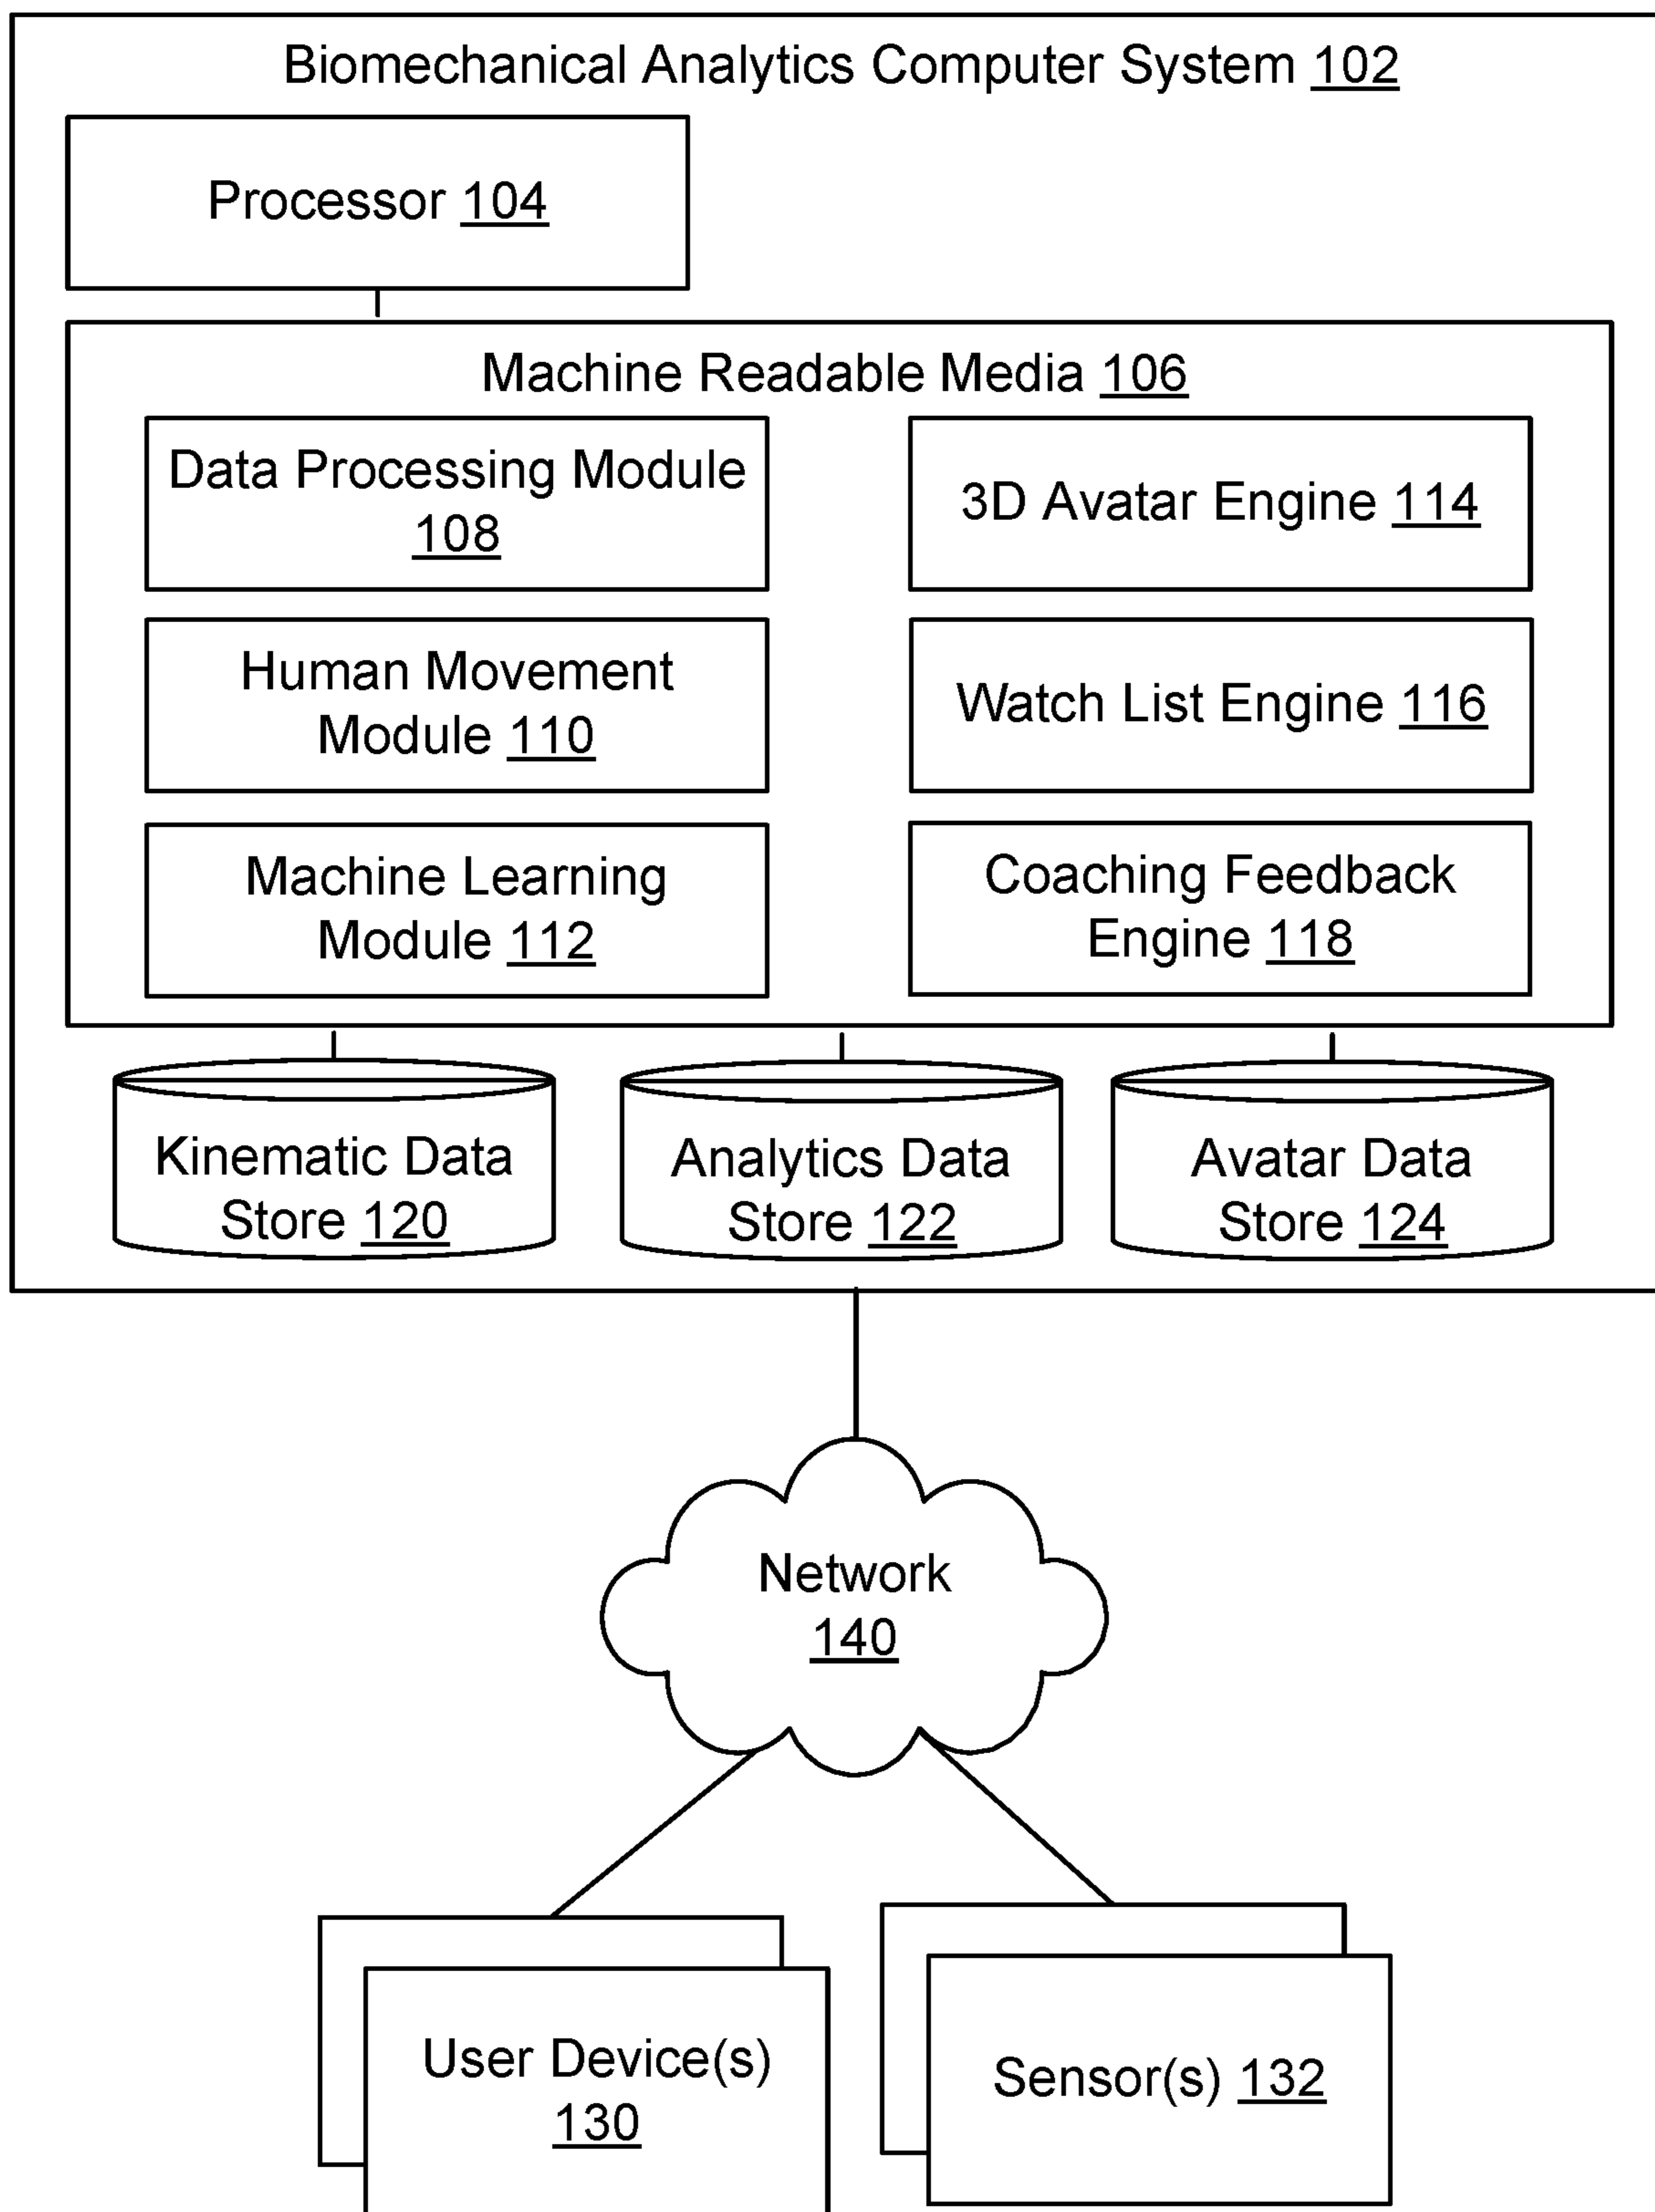 Biomechanical Analytics Computer System 102
Processor 104
Machine Readable Media 106
Data Processing Module
108
3D Avatar Engine 114
Human Movement
Module 110
Watch List Engine 116
Machine Learning
Module 112
Coaching Feedback
Engine 118
Kinematic Data
Store 120
Analytics Data
Store 122
Avatar Data
Store 124
Network
140
User Device(s)
130
Sensor(s) 132